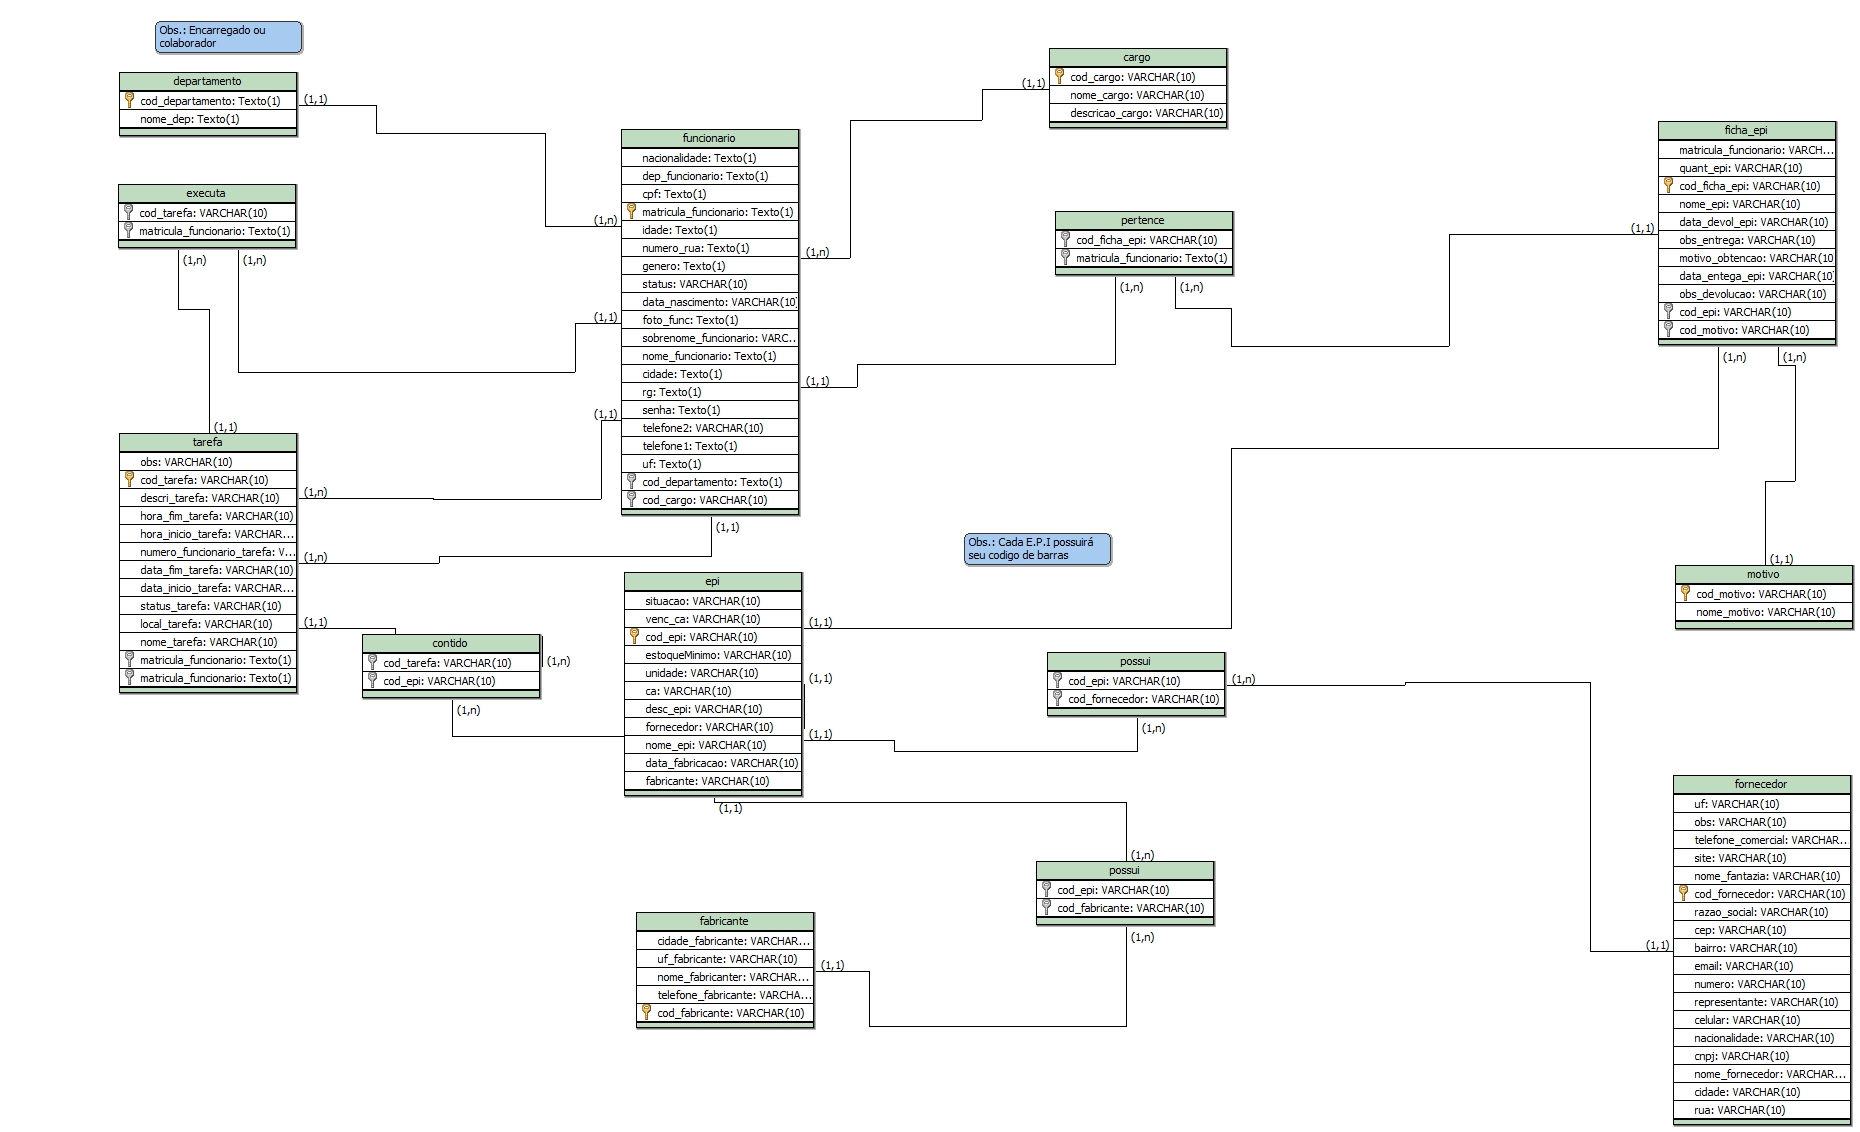 Obs.: Encarregado ou
colaborador
departamento
cod_departamento: Texto(1)
nome_dep: Texto(1)
(1,1)
executa
cod_tarefa: VARCHAR(10)
matricula_funcionario: Texto(1)
(1,n)
(1,n)
(1,1)
tarefa
obs: VARCHAR(10)
cod_tarefa: VARCHAR(10)
descri_tarefa: VARCHAR(10)
hora_fim_tarefa: VARCHAR(10)
hora_inicio_tarefa: VARCHAR...
numero_funcionario_tarefa: V...
data_fim_tarefa: VARCHAR(10)
data_inicio_tarefa: VARCHAR...
status_tarefa: VARCHAR(10)
local_tarefa: VARCHAR(10)
nome_tarefa: VARCHAR(10)
matricula_funcionario: Texto(1)
matricula_funcionario: Texto(1)
(1,n)
(1,n)
(1,1)
contido
cod_tarefa: VARCHAR(10)
cod_epi: VARCHAR(10)
(1,n)
(1,n)
funcionario
nacionalidade: Texto(1)
dep_funcionario: Texto(1)
cpf: Texto(1)
matricula_funcionario: Texto(1)
idade: Texto(1)
numero_rua: Texto(1)
genero: Texto(1)
status: VARCHAR(10)
data_nascimento: VARCHAR(10)
foto_func: Texto(1)
sobrenome_funcionario: VARC...
nome_funcionario: Texto(1)
cidade: Texto(1)
rg: Texto(1)
senha: Texto(1)
telefone2: VARCHAR(10)
telefone1: Texto(1)
uf: Texto(1)
cod_departamento: Texto(1)
cod_cargo: VARCHAR(10)
(1,n)
(1,1)
(1,1)
(1,n)
(1,1)
(1,1)
cargo
cod_cargo: VARCHAR(10)
nome_cargo: VARCHAR(10)
descricao_cargo: VARCHAR(10)
(1,1)
pertence
cod_ficha_epi: VARCHAR(10)
matricula_funcionario: Texto(1)
(1,n)
(1,n)
ficha_epi
matricula_funcionario: VARCH...
quant_epi: VARCHAR(10)
cod_ficha_epi: VARCHAR(10)
nome_epi: VARCHAR(10)
data_devol_epi: VARCHAR(10)
obs_entrega: VARCHAR(10)
motivo_obtencao: VARCHAR(10
data_entega_epi: VARCHAR(10)
obs_devolucao: VARCHAR(10)
cod_epi: VARCHAR(10)
cod_motivo: VARCHAR(10)
(1,1)
(1,n)
(1,n)
Obs.: Cada E.P.I possuirá
seu codigo de barras
epi
situacao: VARCHAR(10)
venc_ca: VARCHAR(10)
cod_epi: VARCHAR(10)
estoqueMinimo: VARCHAR(10)
unidade: VARCHAR(10)
ca: VARCHAR(10)
desc_epi: VARCHAR(10)
fornecedor: VARCHAR(10)
nome_epi: VARCHAR(10)
data_fabricacao: VARCHAR(10)
fabricante: VARCHAR(10)
(1,1)
(1,1)
(1,1)
(1,1)
(1,1)
motivo
cod_motivo: VARCHAR(10)
nome_motivo: VARCHAR(10)
possui
cod_epi: VARCHAR(10)
cod_fornecedor: VARCHAR(10)
(1,n)
(1,n)
(1,n)
possui
cod_epi: VARCHAR(10)
cod_fabricante: VARCHAR(10)
(1,n)
fabricante
cidade_fabricante: VARCHAR...
uf_fabricante: VARCHAR(10)
nome_fabricanter: VARCHAR...
telefone_fabricante: VARCHA...
cod_fabricante: VARCHAR(10)
(1,1)
(1,1)
fornecedor
uf: VARCHAR(10)
obs: VARCHAR(10)
telefone_comercial: VARCHAR...
site: VARCHAR(10)
nome_fantazia: VARCHAR(10)
cod_fornecedor: VARCHAR(10)
razao_social: VARCHAR(10)
cep: VARCHAR(10)
bairro: VARCHAR(10)
email: VARCHAR(10)
numero: VARCHAR(10)
representante: VARCHAR(10)
celular: VARCHAR(10)
nacionalidade: VARCHAR(10)
cnpj: VARCHAR(10)
nome_fornecedor: VARCHAR...
cidade: VARCHAR(10)
rua: VARCHAR(10)